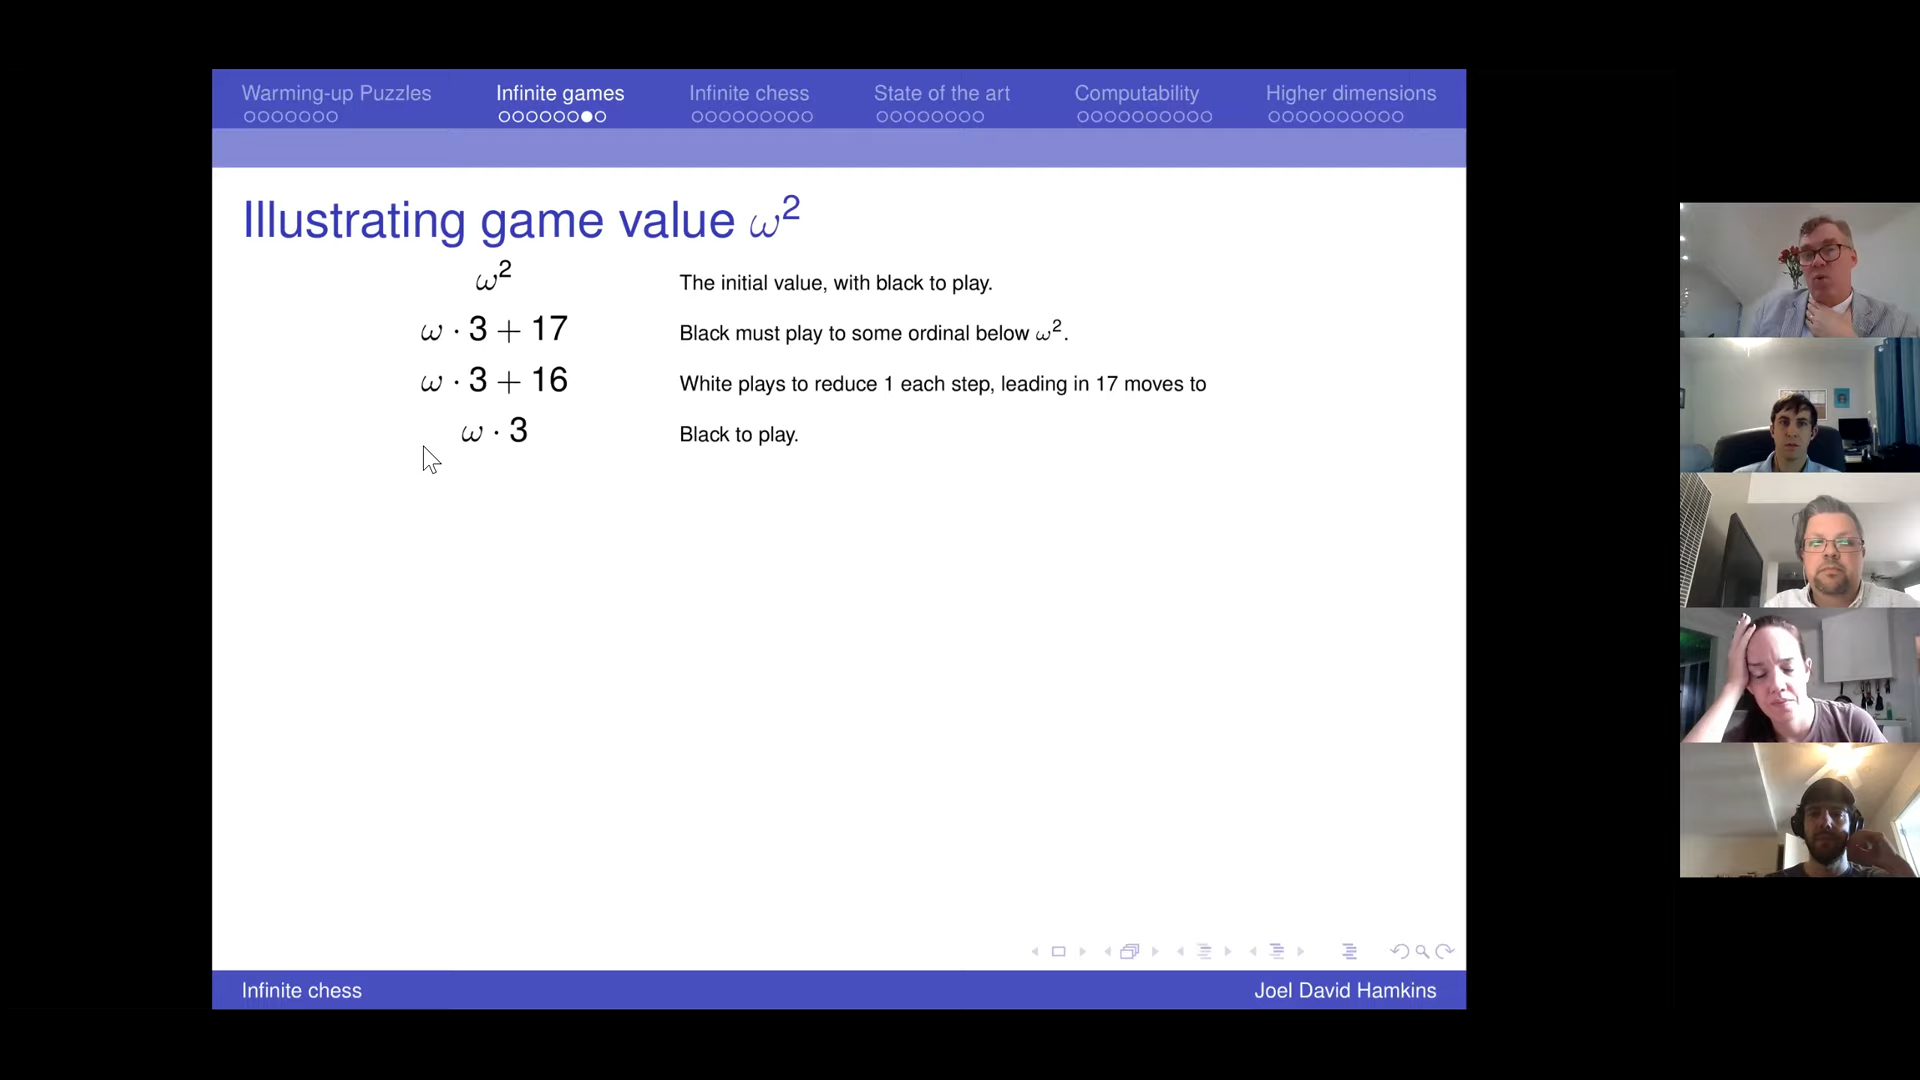 Warming-up Puzzles Infinite games Infinite chess State of the art Computability Higher dimensions
Illustrating game value ω²
ω² The initial value, with black to play.
ω · 3 + 17 Black must play to some ordinal below ω².
ω · 3 + 16 White plays to reduce 1 each step, leading in 17 moves to
ω · 3 Black to play.
Infinite chess Joel David Hamkins